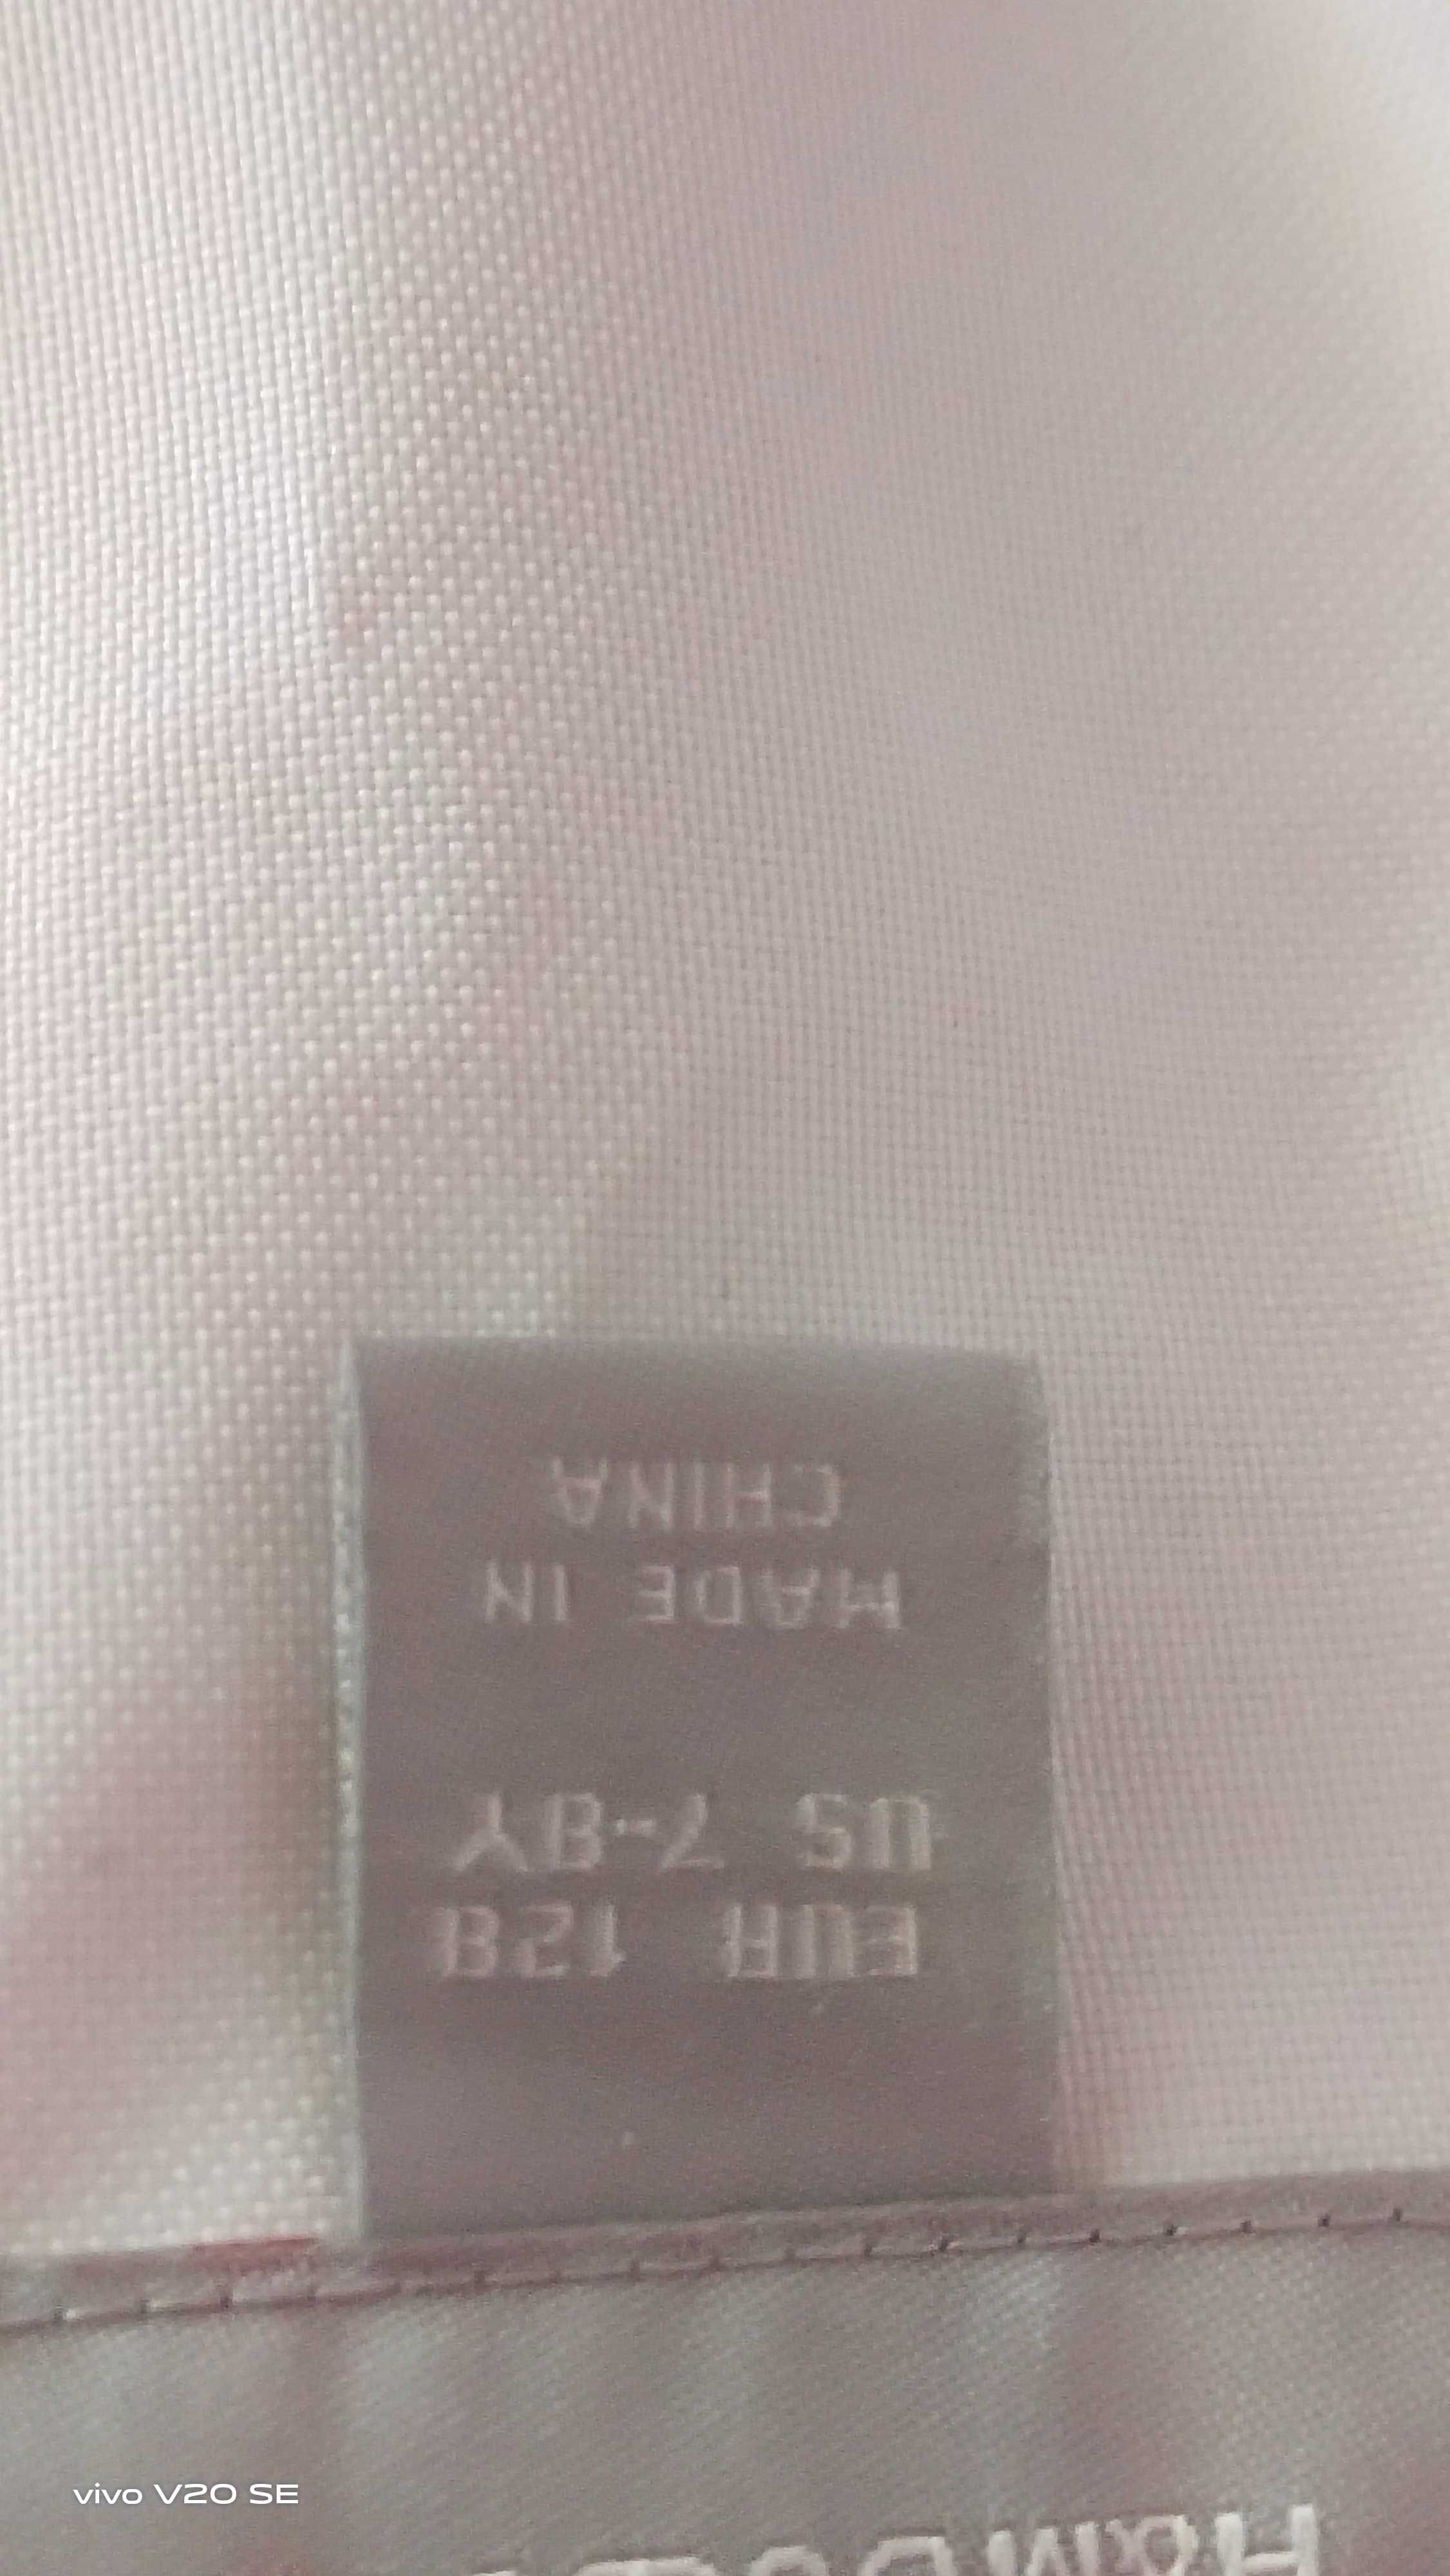 EUR 128
US 7-8Y
MADE IN
CHINA
vivo V20 SE